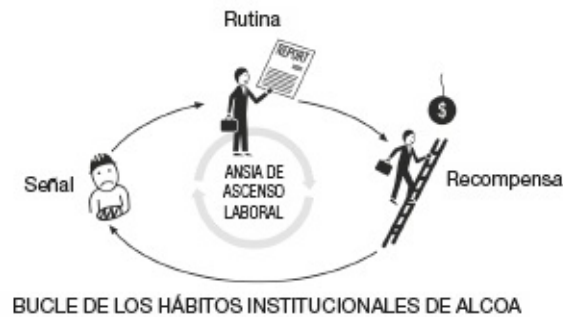 Rutina
REPORT
$
Señal
ANSIA DE
ASCENSO
LABORAL
Recompensa
BUCLE DE LOS HÁBITOS INSTITUCIONALES DE ALCOA